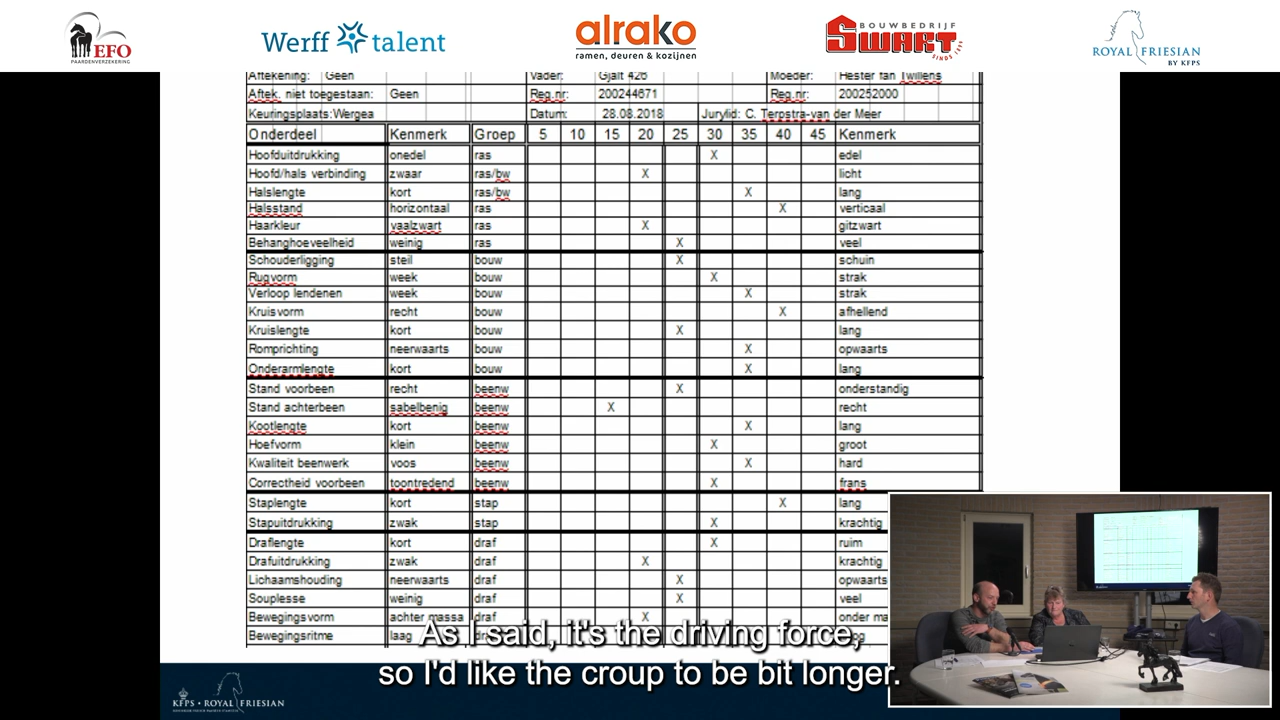 EFO
PAARDENVERZEKERING
Werff talent
alrako
ramen, deuren & kozijnen
BOUWBEDRIJF
SWART
SINDS 1895
ROYAL FRIESIAN
BY KFPS
Aftekening: Geen Vader: Gjalt 426 Moeder: Hester fan Twillens
Aftek. niet toegestaan: Geen Reg.nr: 200244671 Reg.nr: 200252000
Keuringsplaats: Wergea Datum: 28.08.2018 Jurylid: C. Terpstra-van der Meer
Onderdeel Kenmerk Groep 5 10 15 20 25 30 35 40 45 Kenmerk
Hoofduitdrukking onedel ras X edel
Hoofd/hals verbinding zwaar ras/bw X licht
Halslengte kort ras/bw X lang
Halsstand horizontaal ras X verticaal
Haarkleur vaalzwart ras X gitzwart
Behanghoeveelheid weinig ras X veel
Schouderligging steil bouw X schuin
Rugvorm week bouw X strak
Verloop lendenen week bouw X strak
Kruisvorm recht bouw X afhellend
Kruislengte kort bouw X lang
Romprichting neerwaarts bouw X opwaarts
Onderarmlengte kort bouw X lang
Stand voorbeen recht beenw X onderstandig
Stand achterbeen sabelbenig beenw X recht
Kootlengte kort beenw X lang
Hoefvorm klein beenw X groot
Kwaliteit beenwerk voos beenw X hard
Correctheid voorbeen toontredend beenw X frans
Staplengte kort stap X lang
Stapuitdrukking zwak stap X krachtig
Draflengte kort draf X ruim
Drafuitdrukking zwak draf X krachtig
Lichaamshouding neerwaarts draf X opwaarts
Souplesse weinig draf X veel
Bewegingsvorm achter massa draf X onder ma
Bewegingsritme laag
As I said, it's the driving force,
so I'd like the croup to be bit longer.
KFPS • ROYAL FRIESIAN